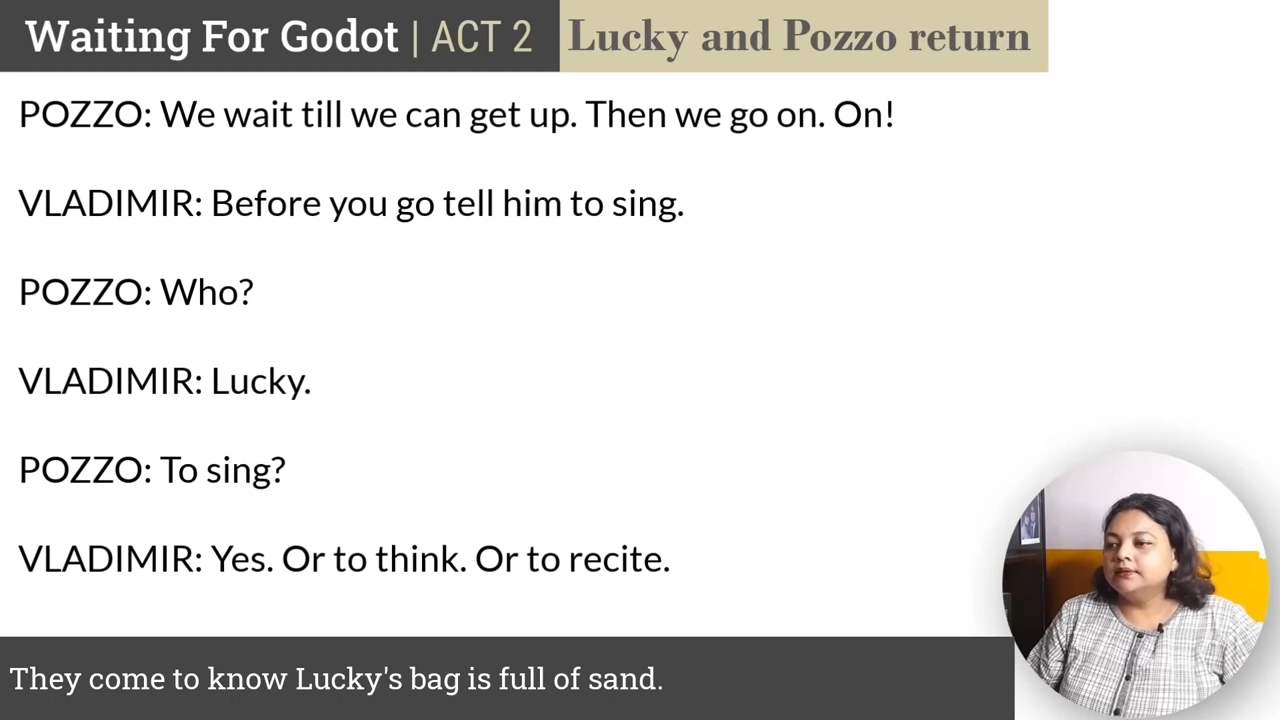 Waiting For Godot | ACT 2 Lucky and Pozzo return
POZZO: We wait till we can get up. Then we go on. On!
VLADIMIR: Before you go tell him to sing.
POZZO: Who?
VLADIMIR: Lucky.
POZZO: To sing?
VLADIMIR: Yes. Or to think. Or to recite.
They come to know Lucky's bag is full of sand.